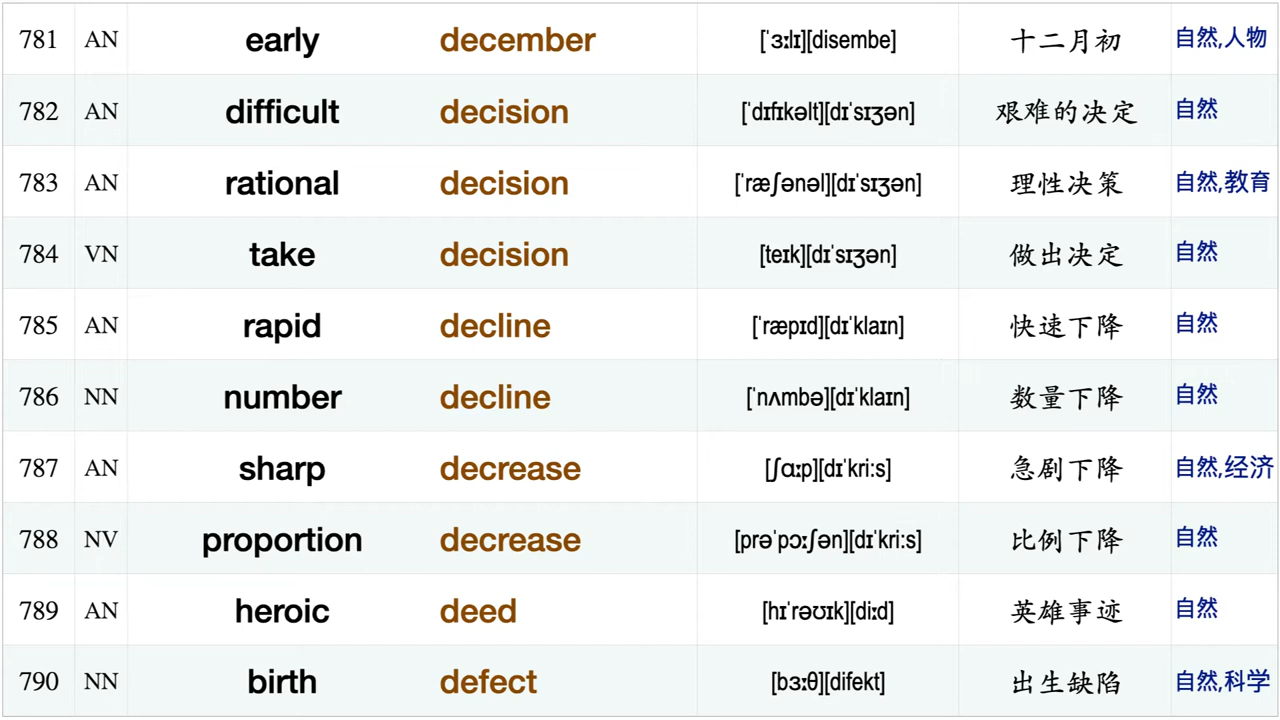 781 AN early december [ˈɜːlɪ][disembe] 十二月初 自然,人物
782 AN difficult decision [ˈdɪfɪkəlt][dɪˈsɪʒən] 艰难的决定 自然
783 AN rational decision [ˈræʃənəl][dɪˈsɪʒən] 理性决策 自然,教育
784 VN take decision [teɪk][dɪˈsɪʒən] 做出决定 自然
785 AN rapid decline [ˈræpɪd][dɪˈklaɪn] 快速下降 自然
786 NN number decline [ˈnʌmbə][dɪˈklaɪn] 数量下降 自然
787 AN sharp decrease [ʃɑːp][dɪˈkriːs] 急剧下降 自然,经济
788 NV proportion decrease [prəˈpɔːʃən][dɪˈkriːs] 比例下降 自然
789 AN heroic deed [hɪˈrəʊɪk][diːd] 英雄事迹 自然
790 NN birth defect [bɜːθ][difekt] 出生缺陷 自然,科学